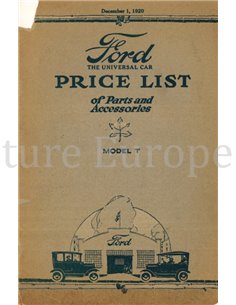 December 1, 1920
Ford
THE UNIVERSAL CAR
PRICE LIST
of Parts and
Accessories
MODEL T
ture Europe
Ford